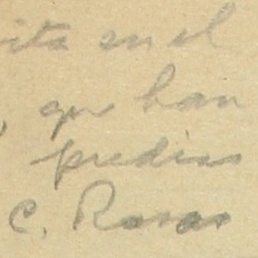 ita en el
, que han
predios
C. Rosas